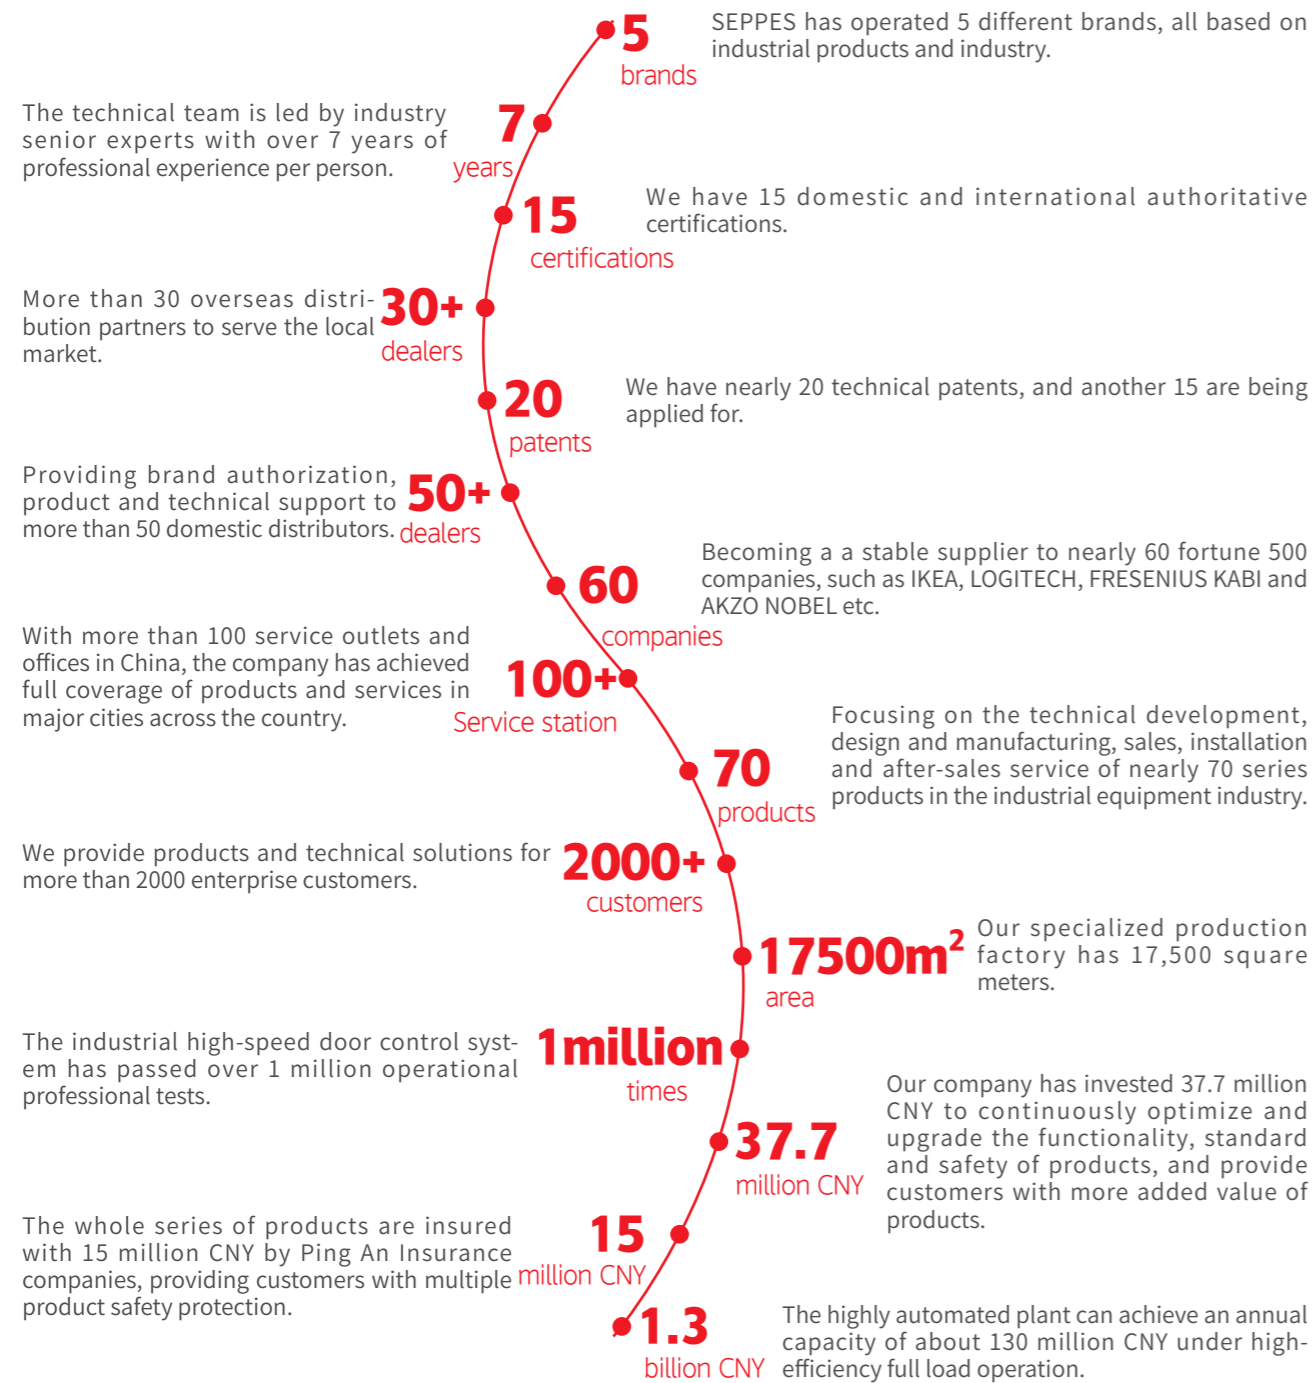 5
brands
SEPPES has operated 5 different brands, all based on
industrial products and industry.
The technical team is led by industry
senior experts with over 7 years of
professional experience per person.
7
years
15
certifications
We have 15 domestic and international authoritative
certifications.
More than 30 overseas distri-
bution partners to serve the local
market.
30+
dealers
20
patents
We have nearly 20 technical patents, and another 15 are being
applied for.
Providing brand authorization,
product and technical support to
more than 50 domestic distributors.
50+
dealers
60
companies
Becoming a a stable supplier to nearly 60 fortune 500
companies, such as IKEA, LOGITECH, FRESENIUS KABI and
AKZO NOBEL etc.
With more than 100 service outlets and
offices in China, the company has achieved
full coverage of products and services in
major cities across the country.
100+
Service station
70
products
Focusing on the technical development,
design and manufacturing, sales, installation
and after-sales service of nearly 70 series
products in the industrial equipment industry.
We provide products and technical solutions for
more than 2000 enterprise customers.
2000+
customers
17500m²
area
Our specialized production
factory has 17,500 square
meters.
The industrial high-speed door control syst-
em has passed over 1 million operational
professional tests.
1million
times
37.7
million CNY
Our company has invested 37.7 million
CNY to continuously optimize and
upgrade the functionality, standard
and safety of products, and provide
customers with more added value of
products.
The whole series of products are insured
with 15 million CNY by Ping An Insurance
companies, providing customers with multiple
product safety protection.
15
million CNY
1.3
billion CNY
The highly automated plant can achieve an annual
capacity of about 130 million CNY under high-
efficiency full load operation.